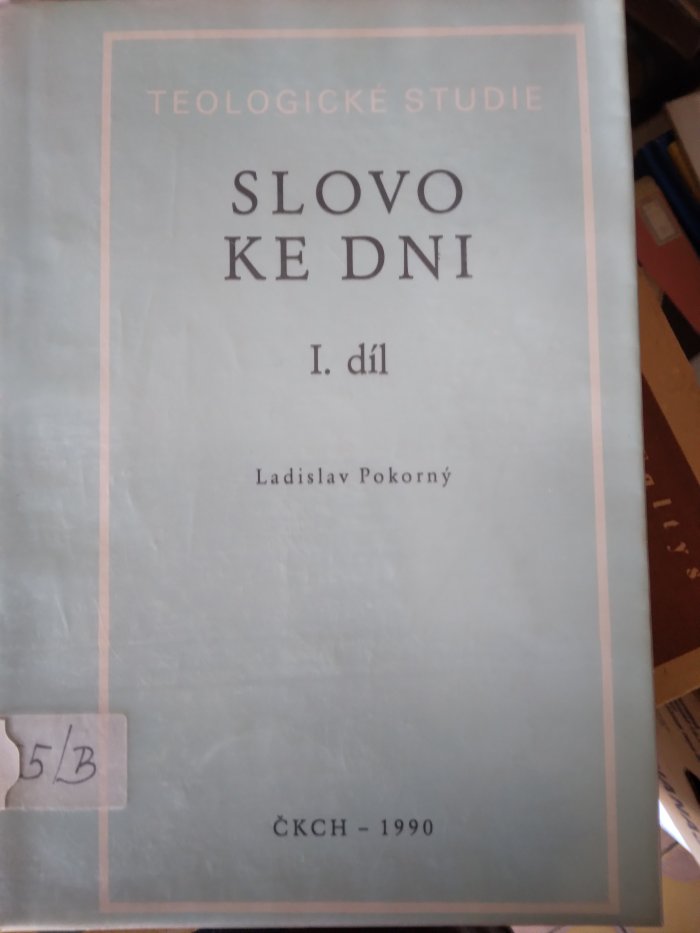 TEOLOGICKÉ STUDIE
SLOVO
KE DNI
I. díl
Ladislav Pokorný
5/B
ČKCH – 1990